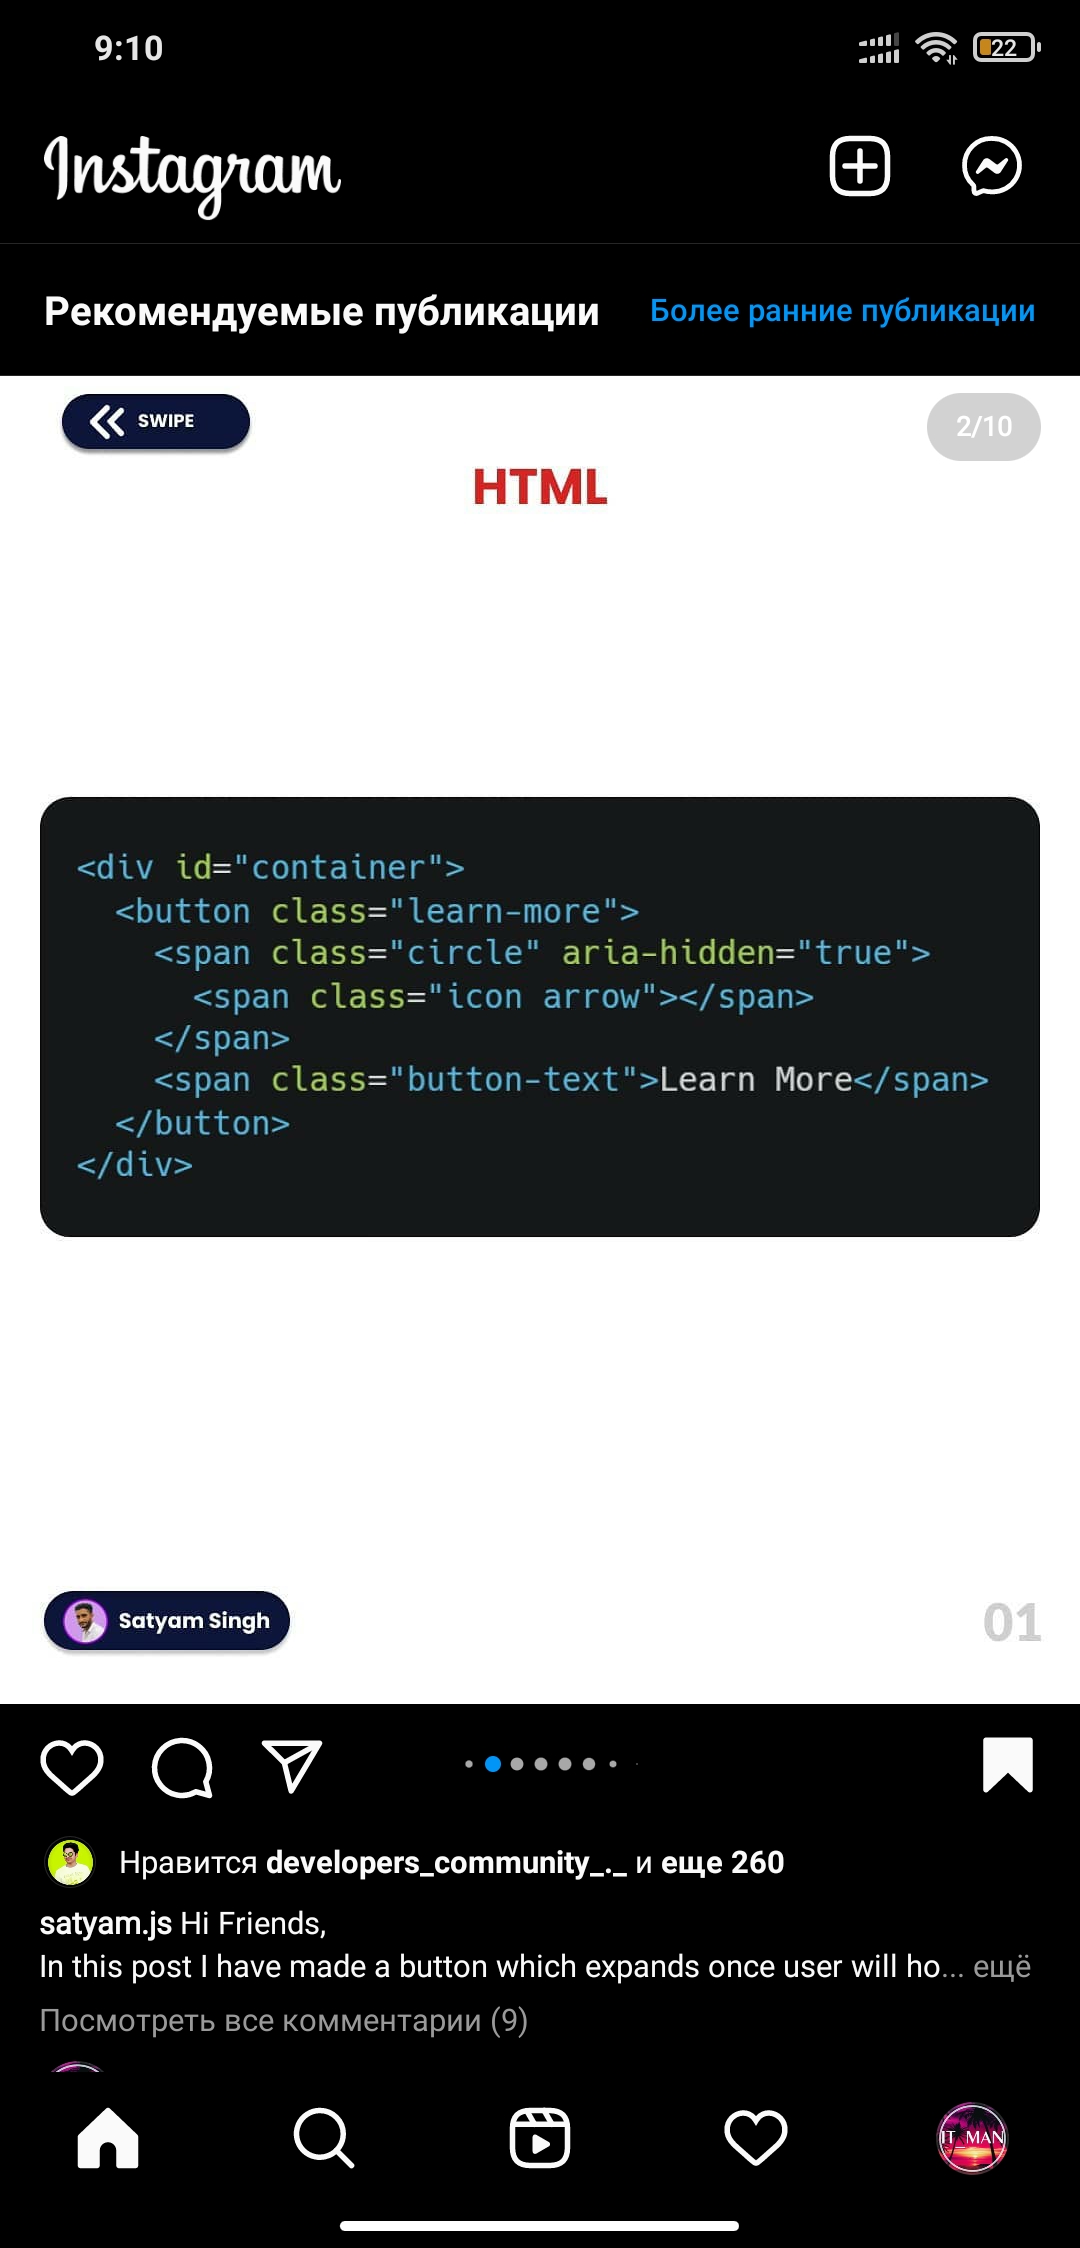 9:10
22
Instagram
Рекомендуемые публикации Более ранние публикации
SWIPE
2/10
HTML
<div id="container">
  <button class="learn-more">
    <span class="circle" aria-hidden="true">
      <span class="icon arrow"></span>
    </span>
    <span class="button-text">Learn More</span>
  </button>
</div>
Satyam Singh
01
Нравится developers_community_._ и еще 260
satyam.js Hi Friends,
In this post I have made a button which expands once user will ho... ещё
Посмотреть все комментарии (9)
IT_MAN